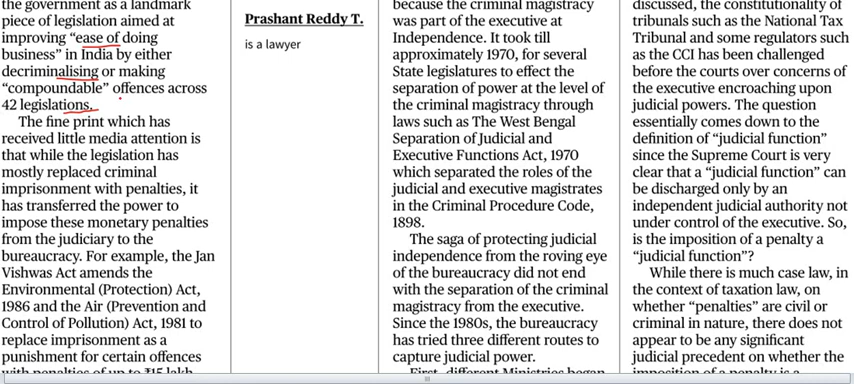 the government as a landmark
piece of legislation aimed at
improving “ease of doing
business” in India by either
decriminalising or making
“compoundable” offences across
42 legislations.
The fine print which has
received little media attention is
that while the legislation has
mostly replaced criminal
imprisonment with penalties, it
has transferred the power to
impose these monetary penalties
from the judiciary to the
bureaucracy. For example, the Jan
Vishwas Act amends the
Environmental (Protection) Act,
1986 and the Air (Prevention and
Control of Pollution) Act, 1981 to
replace imprisonment as a
punishment for certain offences
with penalties of up to ₹15 lakh
Prashant Reddy T.
is a lawyer
because the criminal magistracy
was part of the executive at
Independence. It took till
approximately 1970, for several
State legislatures to effect the
separation of power at the level of
the criminal magistracy through
laws such as The West Bengal
Separation of Judicial and
Executive Functions Act, 1970
which separated the roles of the
judicial and executive magistrates
in the Criminal Procedure Code,
1898.
The saga of protecting judicial
independence from the roving eye
of the bureaucracy did not end
with the separation of the criminal
magistracy from the executive.
Since the 1980s, the bureaucracy
has tried three different routes to
capture judicial power.
First, different Ministries began
discussed, the constitutionality of
tribunals such as the National Tax
Tribunal and some regulators such
as the CCI has been challenged
before the courts over concerns of
the executive encroaching upon
judicial powers. The question
essentially comes down to the
definition of “judicial function”
since the Supreme Court is very
clear that a “judicial function” can
be discharged only by an
independent judicial authority not
under control of the executive. So,
is the imposition of a penalty a
“judicial function”?
While there is much case law, in
the context of taxation law, on
whether “penalties” are civil or
criminal in nature, there does not
appear to be any significant
judicial precedent on whether the
imposition of a penalty is a